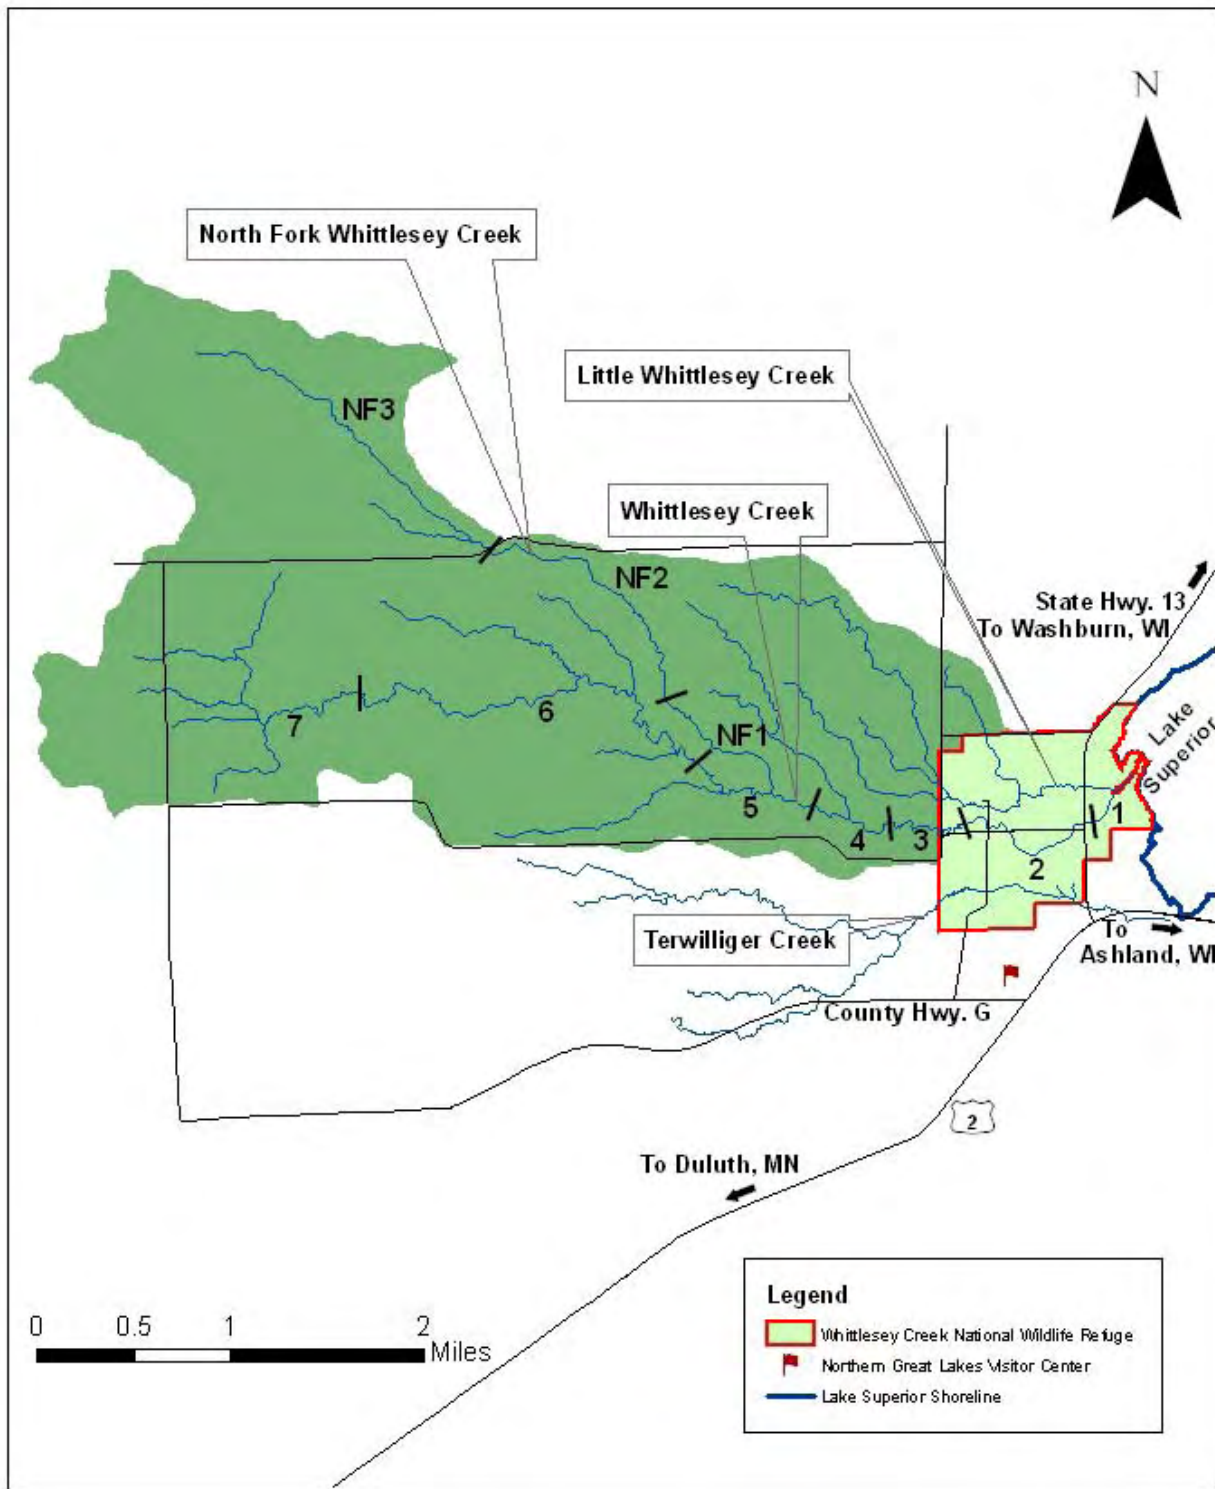 N
North Fork Whittlesey Creek
Little Whittlesey Creek
NF3
Whittlesey Creek
NF2
State Hwy. 13
To Washburn, WI
Lake
Superior
7
6
NF1
5
4
3
2
1
Terwilliger Creek
To
Ashland, WI
County Hwy. G
2
To Duluth, MN
0 0.5 1 2
Miles
Legend
Whittlesey Creek National Wildlife Refuge
Northern Great Lakes Visitor Center
Lake Superior Shoreline